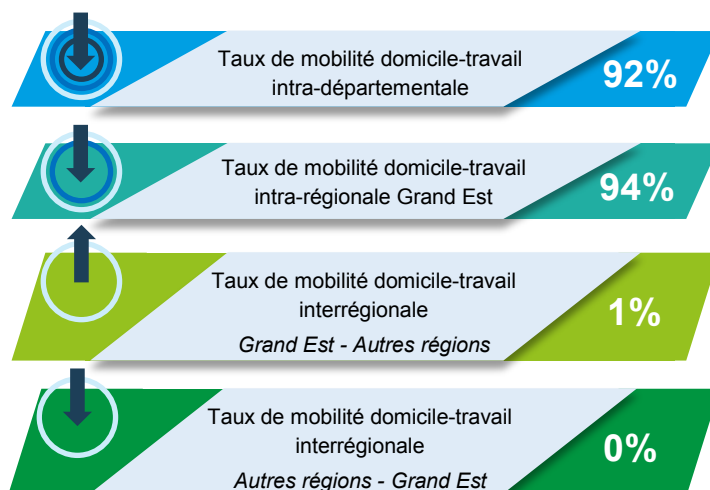 Taux de mobilité domicile-travail
intra-départementale
92%
Taux de mobilité domicile-travail
intra-régionale Grand Est
94%
Taux de mobilité domicile-travail
interrégionale
Grand Est - Autres régions
1%
Taux de mobilité domicile-travail
interrégionale
Autres régions - Grand Est
0%